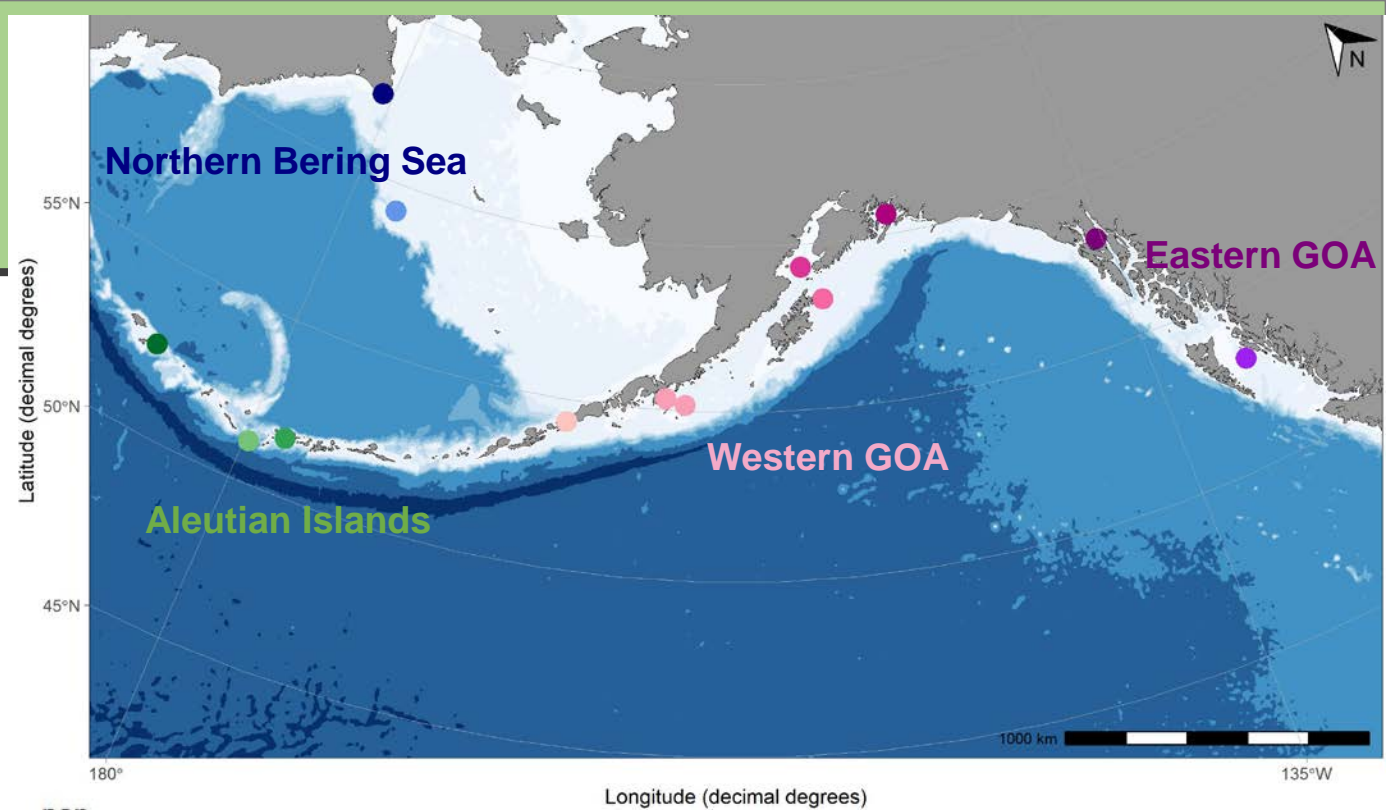 N
Northern Bering Sea
55°N
Eastern GOA
Latitude (decimal degrees)
50°N
Western GOA
Aleutian Islands
45°N
1000 km
180°
135°W
Longitude (decimal degrees)